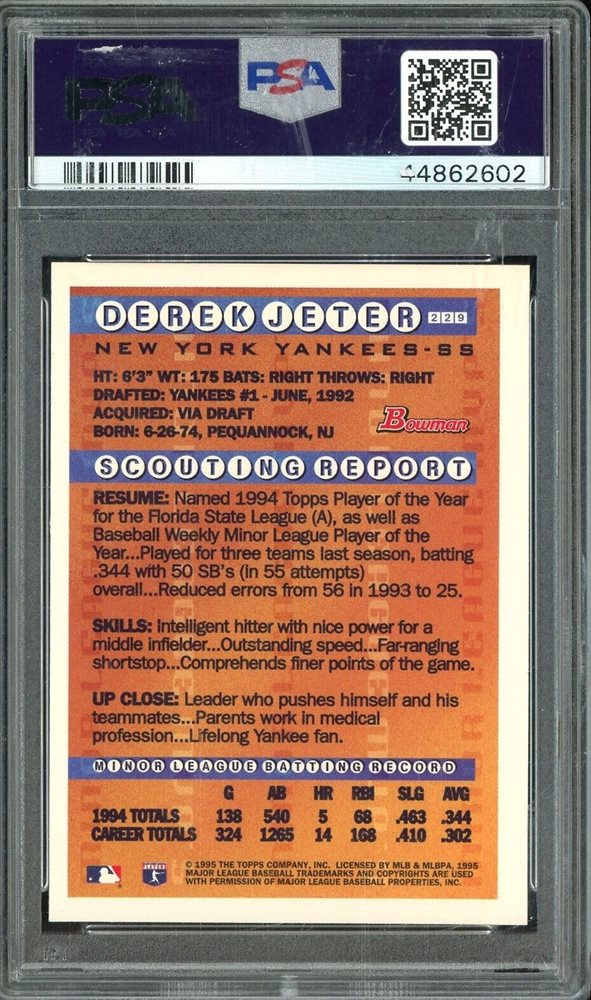 PSA
PSA
44862602
DEREK JETER 229
NEW YORK YANKEES-SS
HT: 6'3" WT: 175 BATS: RIGHT THROWS: RIGHT
DRAFTED: YANKEES #1 - JUNE, 1992
ACQUIRED: VIA DRAFT
BORN: 6-26-74, PEQUANNOCK, NJ
Bowman
SCOUTING REPORT
RESUME: Named 1994 Topps Player of the Year
for the Florida State League (A), as well as
Baseball Weekly Minor League Player of the
Year...Played for three teams last season, batting
.344 with 50 SB's (in 55 attempts)
overall...Reduced errors from 56 in 1993 to 25.
SKILLS: Intelligent hitter with nice power for a
middle infielder...Outstanding speed...Far-ranging
shortstop...Comprehends finer points of the game.
UP CLOSE: Leader who pushes himself and his
teammates...Parents work in medical
profession...Lifelong Yankee fan.
MINOR LEAGUE BATTING RECORD
G AB HR RBI SLG AVG
1994 TOTALS 138 540 5 68 .463 .344
CAREER TOTALS 324 1265 14 168 .410 .302
© 1995 THE TOPPS COMPANY, INC. LICENSED BY MLB & MLBPA, 1995
MAJOR LEAGUE BASEBALL TRADEMARKS AND COPYRIGHTS ARE USED
WITH PERMISSION OF MAJOR LEAGUE BASEBALL PROPERTIES, INC.